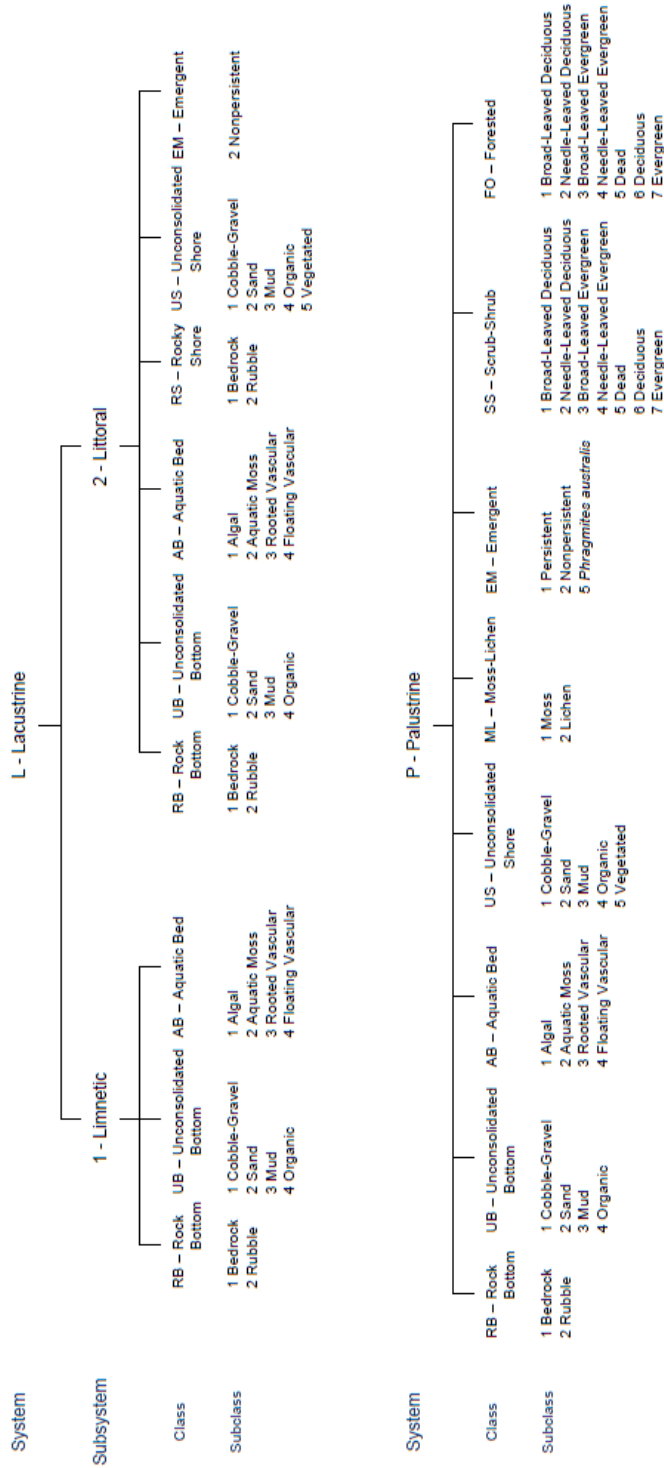 System
L - Lacustrine
Subsystem
1 - Limnetic
2 - Littoral
Class
RB – Rock
Bottom
UB – Unconsolidated
Bottom
AB – Aquatic Bed
RB – Rock
Bottom
UB – Unconsolidated
Bottom
AB – Aquatic Bed
RS – Rocky
Shore
US – Unconsolidated
Shore
EM – Emergent
Subclass
1 Bedrock
2 Rubble
1 Cobble-Gravel
2 Sand
3 Mud
4 Organic
1 Algal
2 Aquatic Moss
3 Rooted Vascular
4 Floating Vascular
1 Bedrock
2 Rubble
1 Cobble-Gravel
2 Sand
3 Mud
4 Organic
1 Algal
2 Aquatic Moss
3 Rooted Vascular
4 Floating Vascular
1 Bedrock
2 Rubble
1 Cobble-Gravel
2 Sand
3 Mud
4 Organic
5 Vegetated
2 Nonpersistent
System
P - Palustrine
Class
RB – Rock
Bottom
UB – Unconsolidated
Bottom
AB – Aquatic Bed
US – Unconsolidated
Shore
ML – Moss-Lichen
EM – Emergent
SS – Scrub-Shrub
FO – Forested
Subclass
1 Bedrock
2 Rubble
1 Cobble-Gravel
2 Sand
3 Mud
4 Organic
1 Algal
2 Aquatic Moss
3 Rooted Vascular
4 Floating Vascular
1 Cobble-Gravel
2 Sand
3 Mud
4 Organic
5 Vegetated
1 Moss
2 Lichen
1 Persistent
2 Nonpersistent
5 Phragmites australis
1 Broad-Leaved Deciduous
2 Needle-Leaved Deciduous
3 Broad-Leaved Evergreen
4 Needle-Leaved Evergreen
5 Dead
6 Deciduous
7 Evergreen
1 Broad-Leaved Deciduous
2 Needle-Leaved Deciduous
3 Broad-Leaved Evergreen
4 Needle-Leaved Evergreen
5 Dead
6 Deciduous
7 Evergreen